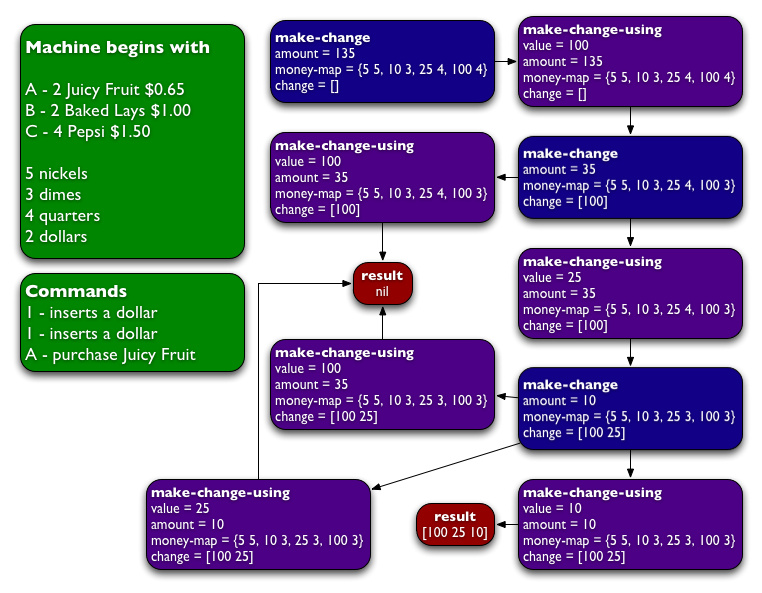 Machine begins with
A - 2 Juicy Fruit $0.65
B - 2 Baked Lays $1.00
C - 4 Pepsi $1.50
5 nickels
3 dimes
4 quarters
2 dollars
Commands
1 - inserts a dollar
1 - inserts a dollar
A - purchase Juicy Fruit
make-change
amount = 135
money-map = {5 5, 10 3, 25 4, 100 4}
change = []
make-change-using
value = 100
amount = 135
money-map = {5 5, 10 3, 25 4, 100 4}
change = []
make-change
amount = 35
money-map = {5 5, 10 3, 25 4, 100 3}
change = [100]
make-change-using
value = 100
amount = 35
money-map = {5 5, 10 3, 25 4, 100 3}
change = [100]
result
nil
make-change-using
value = 25
amount = 35
money-map = {5 5, 10 3, 25 4, 100 3}
change = [100]
make-change
amount = 10
money-map = {5 5, 10 3, 25 3, 100 3}
change = [100 25]
make-change-using
value = 100
amount = 35
money-map = {5 5, 10 3, 25 3, 100 3}
change = [100 25]
make-change-using
value = 25
amount = 10
money-map = {5 5, 10 3, 25 3, 100 3}
change = [100 25]
make-change-using
value = 10
amount = 10
money-map = {5 5, 10 3, 25 3, 100 3}
change = [100 25]
result
[100 25 10]